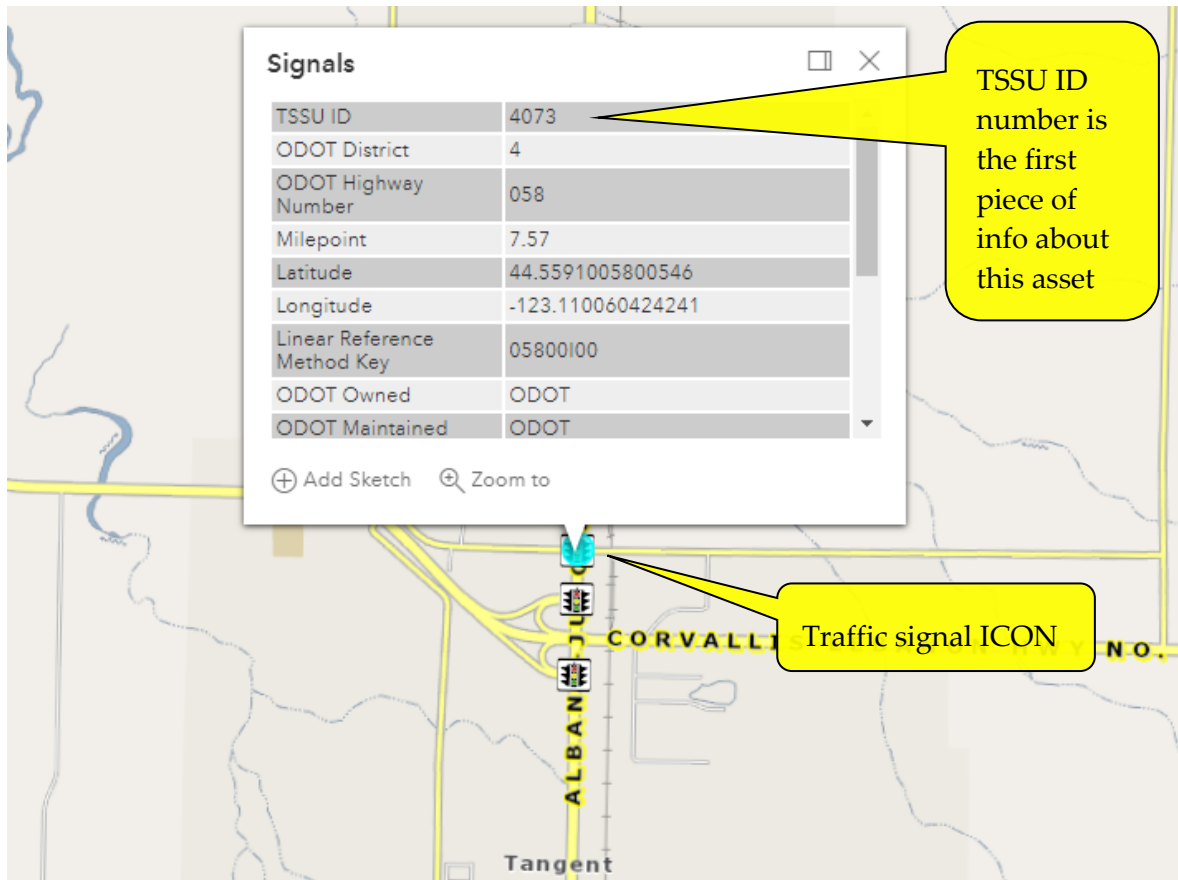 Signals
TSSU ID 4073
ODOT District 4
ODOT Highway
Number 058
Milepoint 7.57
Latitude 44.5591005800546
Longitude -123.110060424241
Linear Reference
Method Key 05800I00
ODOT Owned ODOT
ODOT Maintained ODOT
Add Sketch Zoom to
TSSU ID
number is
the first
piece of
info about
this asset
Traffic signal ICON
CORVALLIS HWY NO.
ALBAN
Tangent